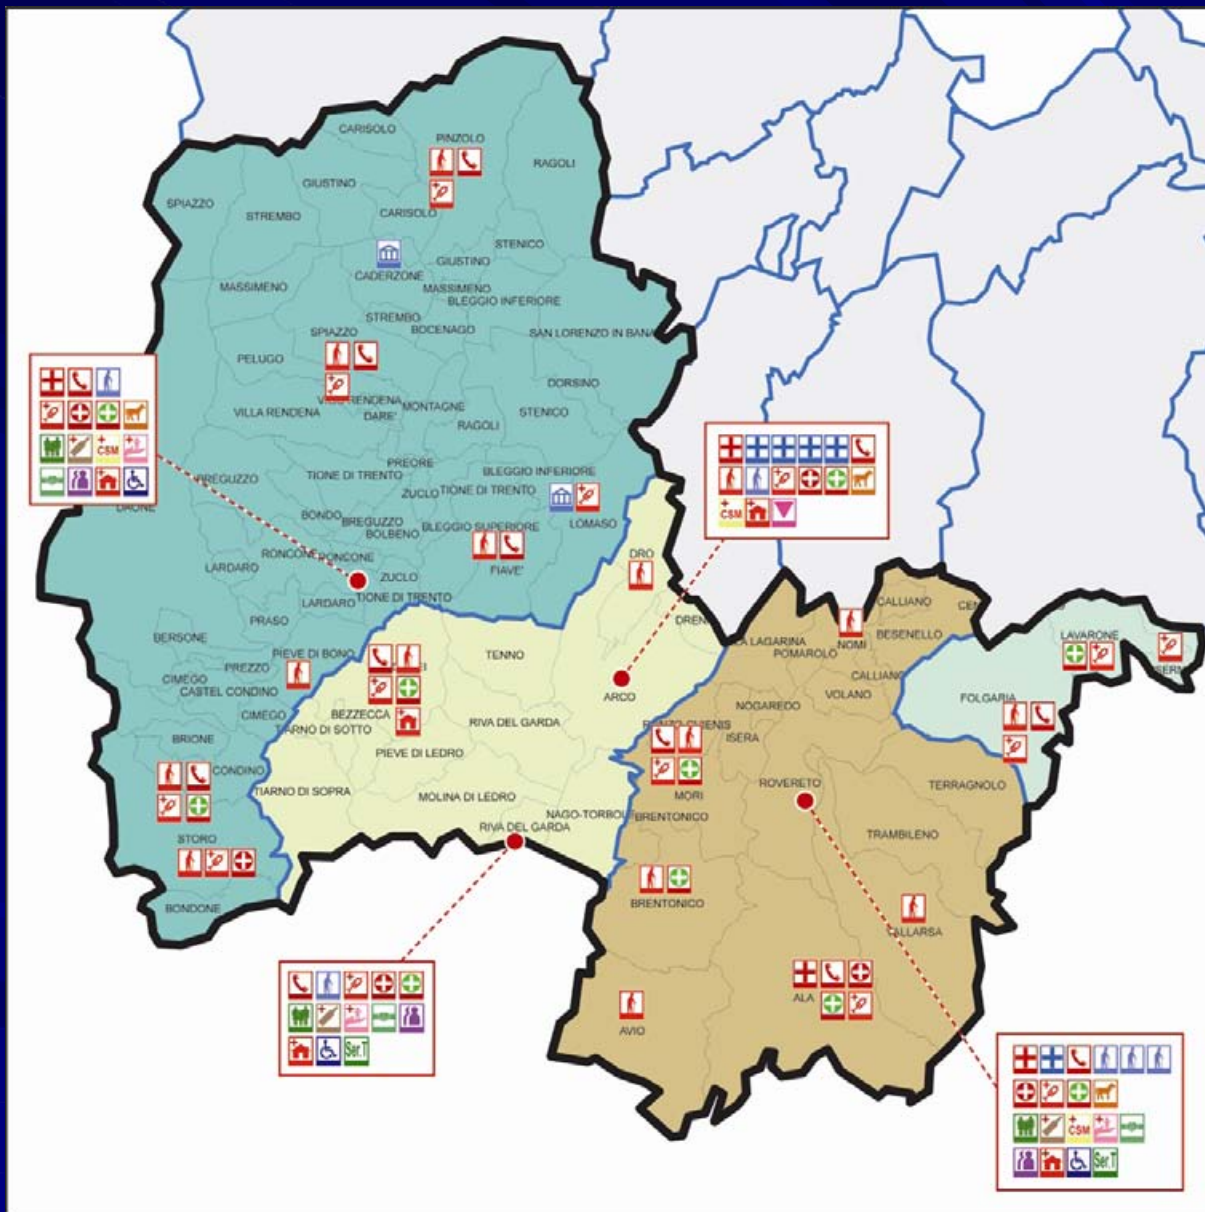 CARISOLO
PINZOLO
RAGOLI
GIUSTINO
SPIAZZO
STREMBO
CARISOLO
STENICO
GIUSTINO
CADERZONE
MASSIMENO
MASSIMENO
BLEGGIO INFERIORE
STREMBO
BOCENAGO
SPIAZZO
SAN LORENZO IN BANA
PELUGO
DORSINO
VILLA RENDENA
VILLA RENDENA
MONTAGNE
DARE'
STENICO
RAGOLI
PREORE
BREGUZZO
TIONE DI TRENTO
BLEGGIO INFERIORE
ZUCLO
TIONE DI TRENTO
DAONE
BONDO
BREGUZZO
BOLBENO
BLEGGIO SUPERIORE
LOMASO
RONCONE
RONCONE
LARDARO
FIAVE'
ZUCLO
LARDARO
TIONE DI TRENTO
PRASO
BERSONE
PIEVE DI BONO
PREZZO
CIMEGO
CASTEL CONDINO
CIMEGO
BRIONE
CONDINO
STORO
BONDONE
CSM
DRO
DRENA
TENNO
ARCO
BEZZECCA
TIARNO DI SOTTO
RIVA DEL GARDA
PIEVE DI LEDRO
TIARNO DI SOPRA
MOLINA DI LEDRO
NAGO-TORBOLE
RIVA DEL GARDA
CSM
CALLIANO
NOMI
BESENELLO
LA LAGARINA
POMAROLO
CALLIANO
VOLANO
NOGAREDO
ISERA
MORI
ROVERETO
BRENTONICO
TERRAGNOLO
TRAMBILENO
BRENTONICO
VALLARSA
ALA
AVIO
LAVARONE
FOLGARIA
Ser.T
CSM
Ser.T